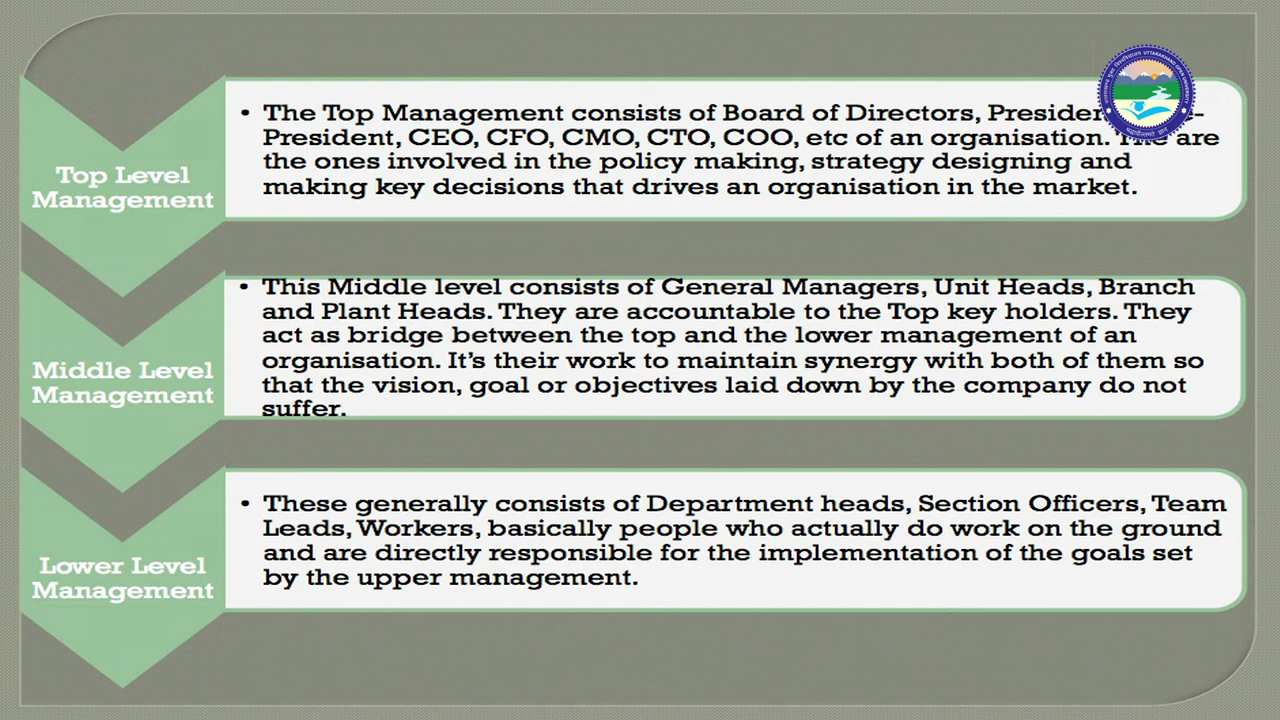 Top Level
Management
• The Top Management consists of Board of Directors,
President, CEO, CFO, CMO, CTO, COO, etc of an organisation. The are
the ones involved in the policy making, strategy designing and
making key decisions that drives an organisation in the market.
Middle Level
Management
• This Middle level consists of General Managers, Unit Heads, Branch
and Plant Heads. They are accountable to the Top key holders. They
act as bridge between the top and the lower management of an
organisation. It's their work to maintain synergy with both of them so
that the vision, goal or objectives laid down by the company do not
suffer.
Lower Level
Management
• These generally consists of Department heads, Section Officers, Team
Leads, Workers, basically people who actually do work on the ground
and are directly responsible for the implementation of the goals set
by the upper management.
UTTARAKHAND OPEN UNIVERSITY